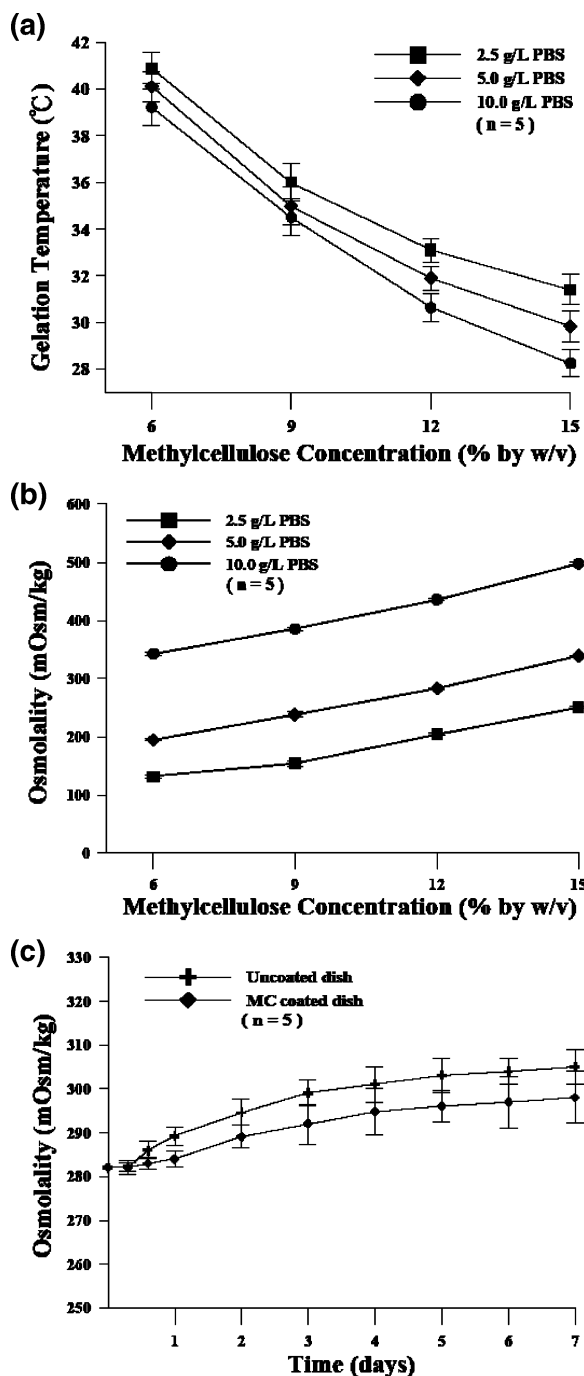 (a)
42
40
38
36
34
32
30
28
Gelation Temperature (℃)
2.5 g/L PBS
5.0 g/L PBS
10.0 g/L PBS
( n = 5 )
6 9 12 15
Methylcellulose Concentration (% by w/v)
(b)
600
500
400
300
200
100
0
Osmolality (mOsm/kg)
2.5 g/L PBS
5.0 g/L PBS
10.0 g/L PBS
( n = 5 )
6 9 12 15
Methylcellulose Concentration (% by w/v)
(c)
330
320
310
300
290
280
270
260
250
Osmolality (mOsm/kg)
Uncoated dish
MC coated dish
( n = 5 )
1 2 3 4 5 6 7
Time (days)